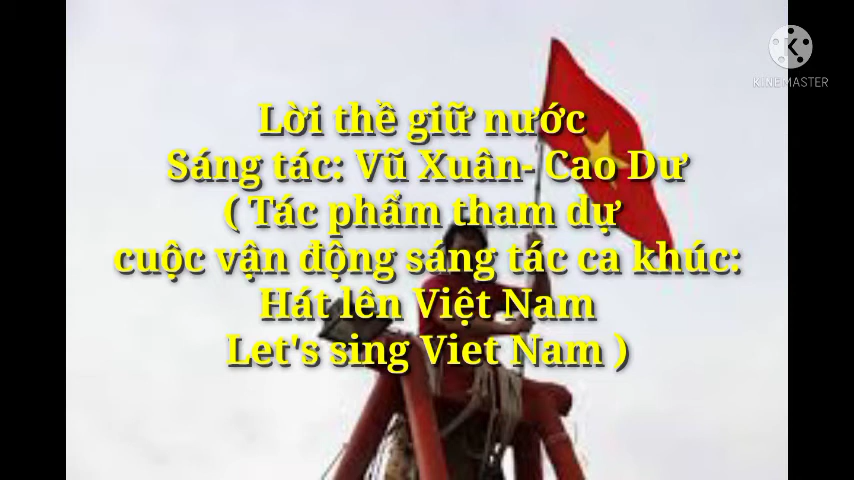 KINEMASTER
Lời thề giữ nước
Sáng tác: Vũ Xuân- Cao Dư
( Tác phẩm tham dự
cuộc vận động sáng tác ca khúc:
Hát lên Việt Nam
Let's sing Viet Nam )